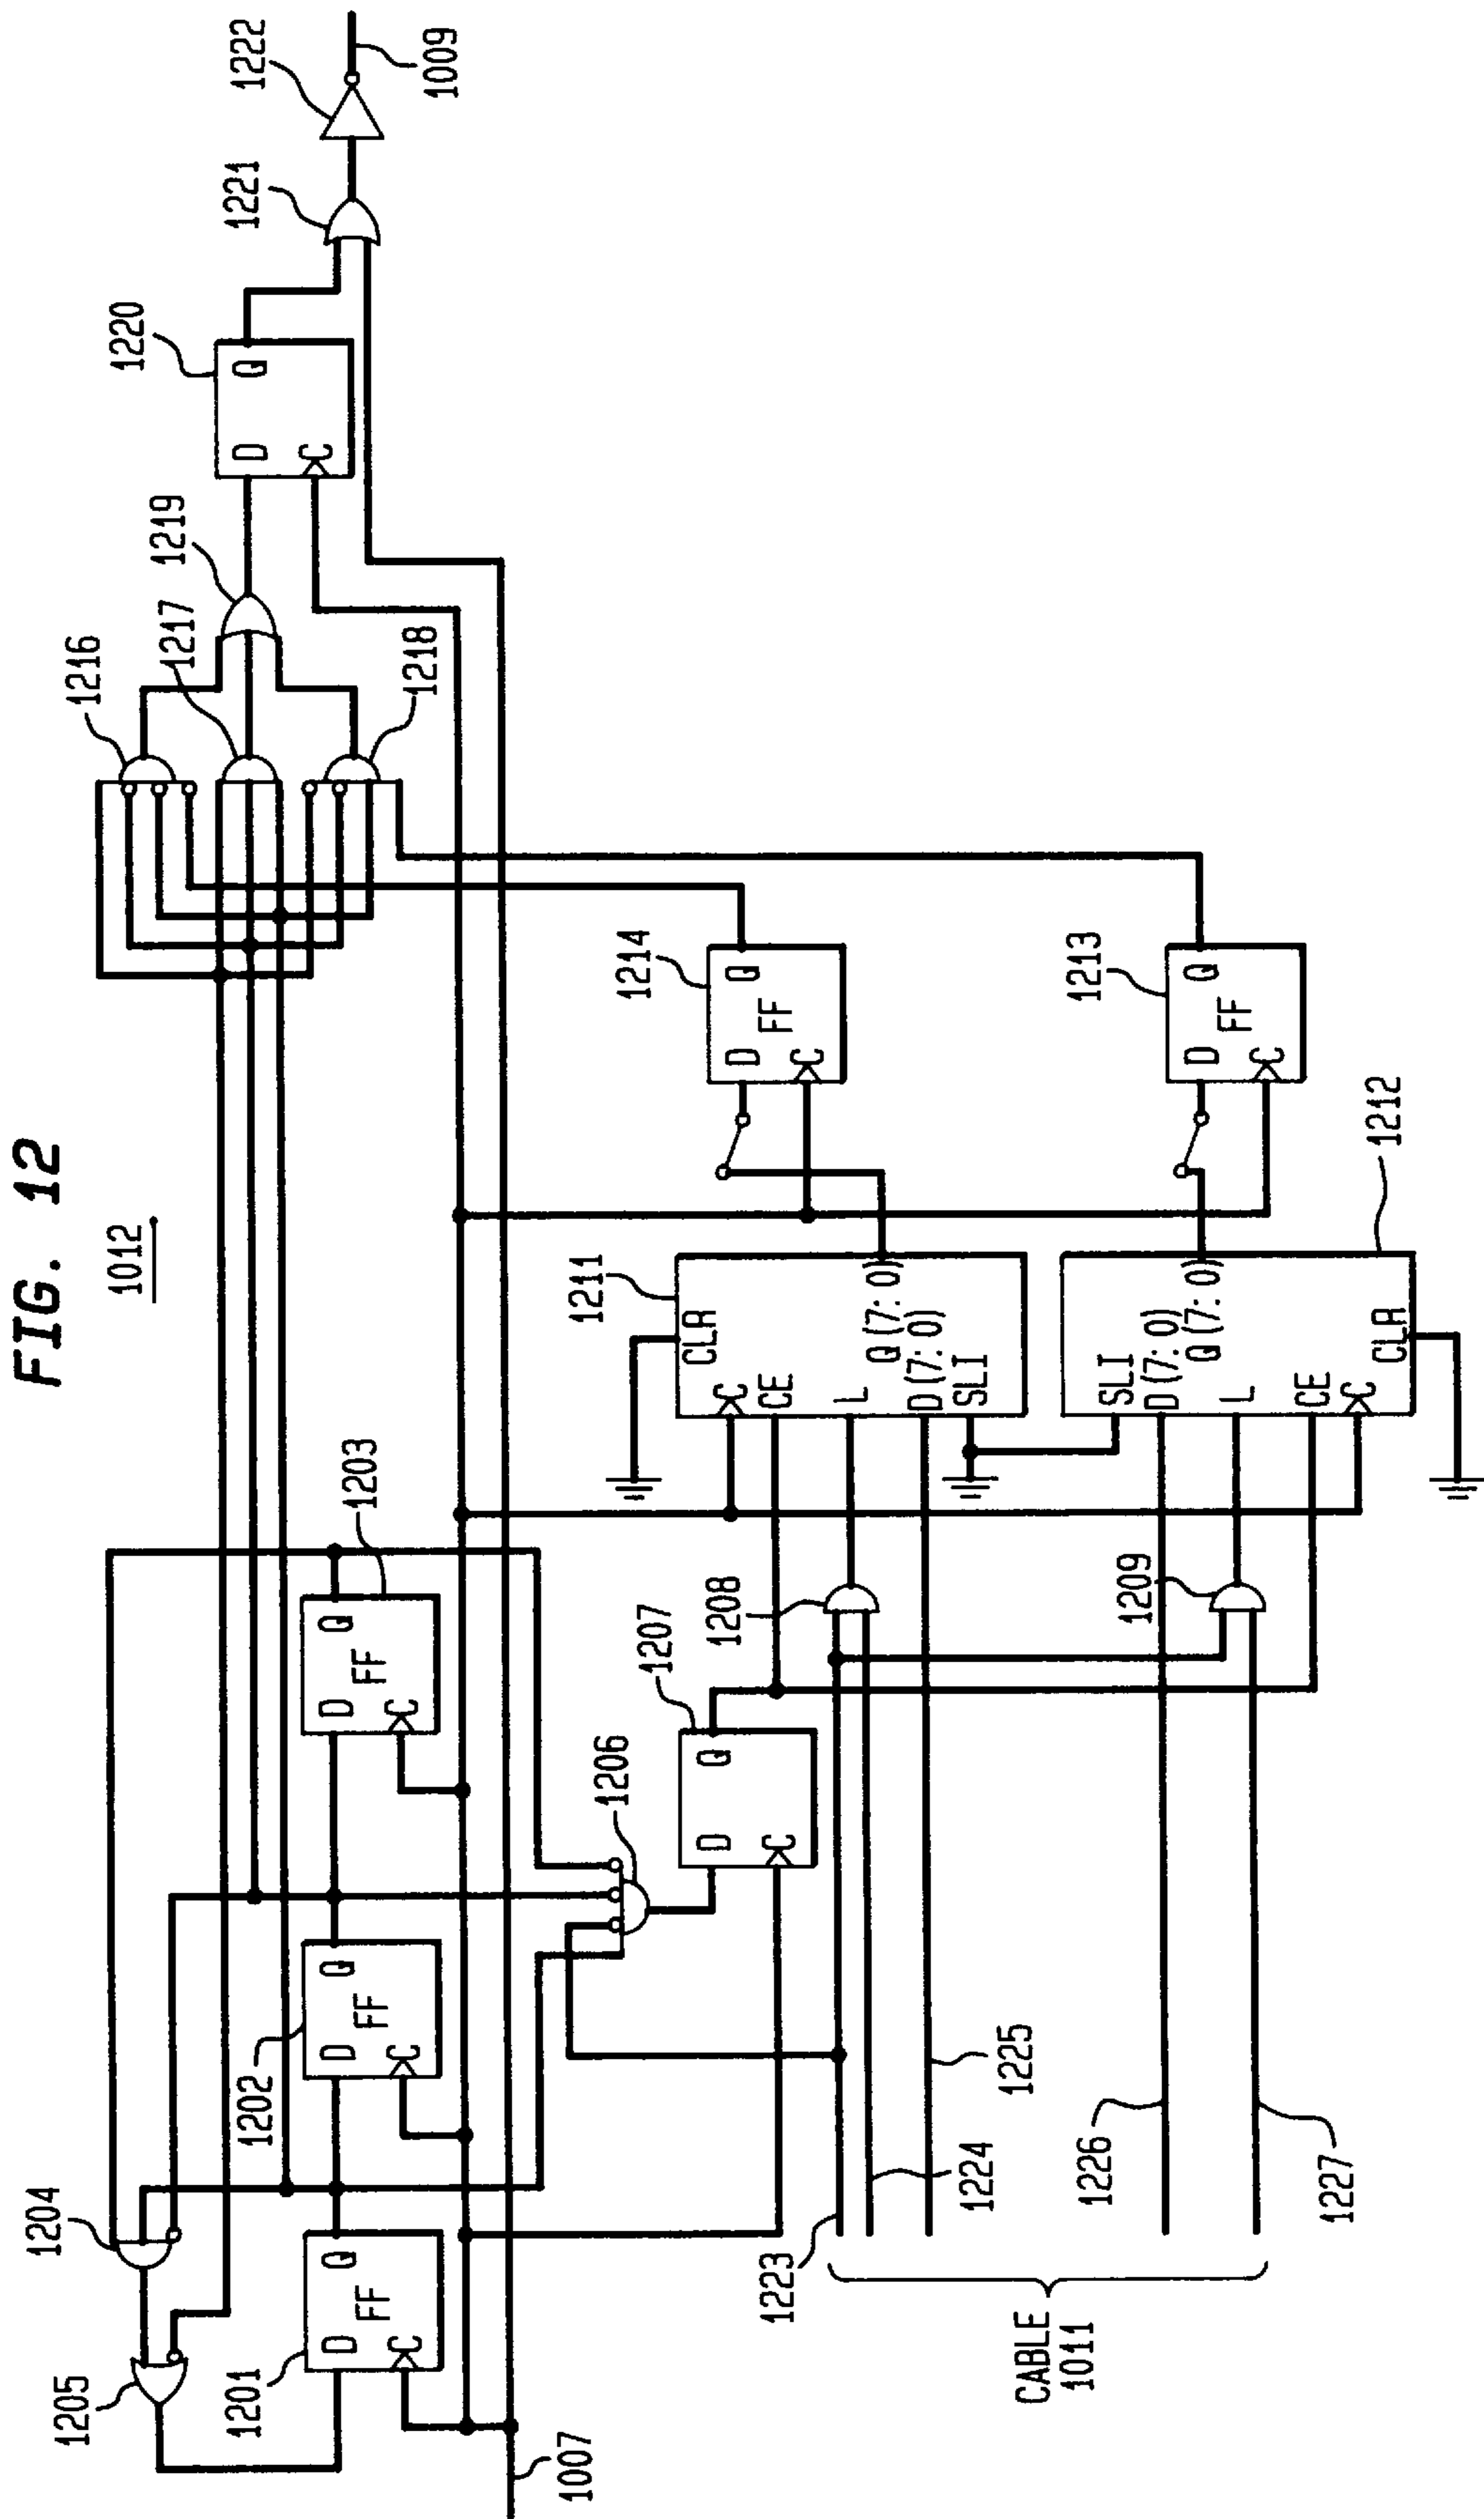 FIG. 12
1012
1204
1205
1201
D Q
FF
C
1007
1202
D Q
FF
C
1203
D Q
FF
C
1206
1207
D Q
C
1208
1209
1223
1224
1225
1226
1227
CABLE
1011
1211
CLR
C
CE
L
Q (7: 0)
D (7: 0)
SLI
1212
SLI
D (7: 0)
Q (7: 0)
L
CE
CLR
C
1214
D Q
FF
C
1213
D Q
FF
C
1216
1217
1218
1219
1220
D Q
C
1221
1222
1009